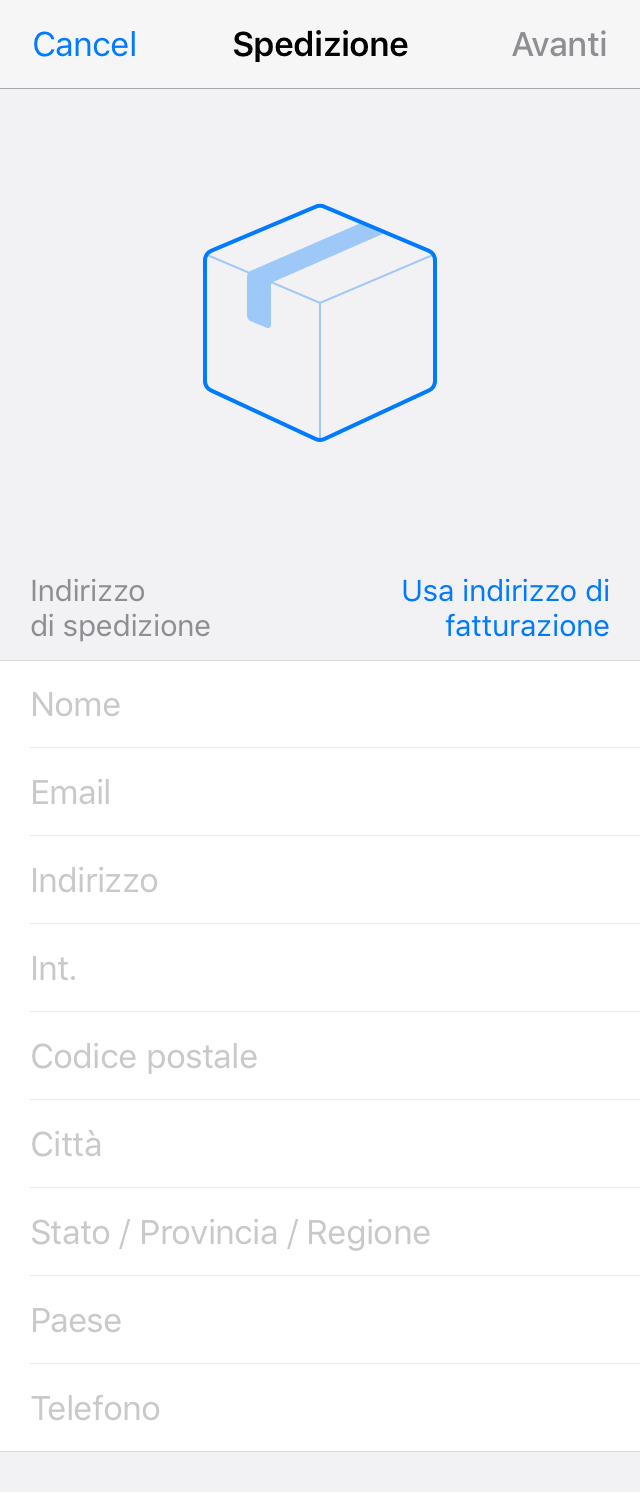 Cancel Spedizione Avanti
Indirizzo
di spedizione
Usa indirizzo di
fatturazione
Nome
Email
Indirizzo
Int.
Codice postale
Città
Stato / Provincia / Regione
Paese
Telefono